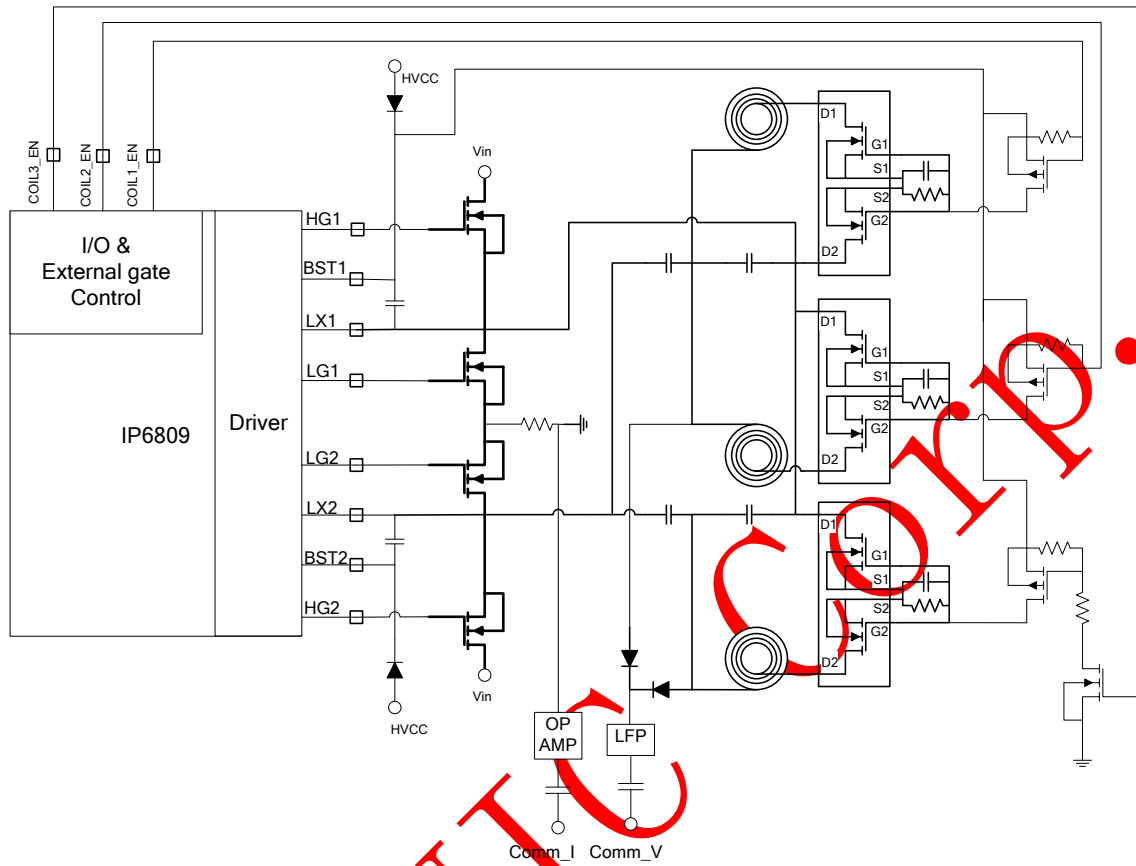 HVCC
COIL3_EN
COIL2_EN
COIL1_EN
Vin
I/O &
External gate
Control
HG1
BST1
LX1
LG1
IP6809
Driver
LG2
LX2
BST2
HG2
Vin
HVCC
OP
AMP
LFP
Comm_I
Comm_V
D1
G1
S1
S2
G2
D2
D1
G1
S1
S2
G2
D2
D1
G1
S1
S2
G2
D2
IC Corp.